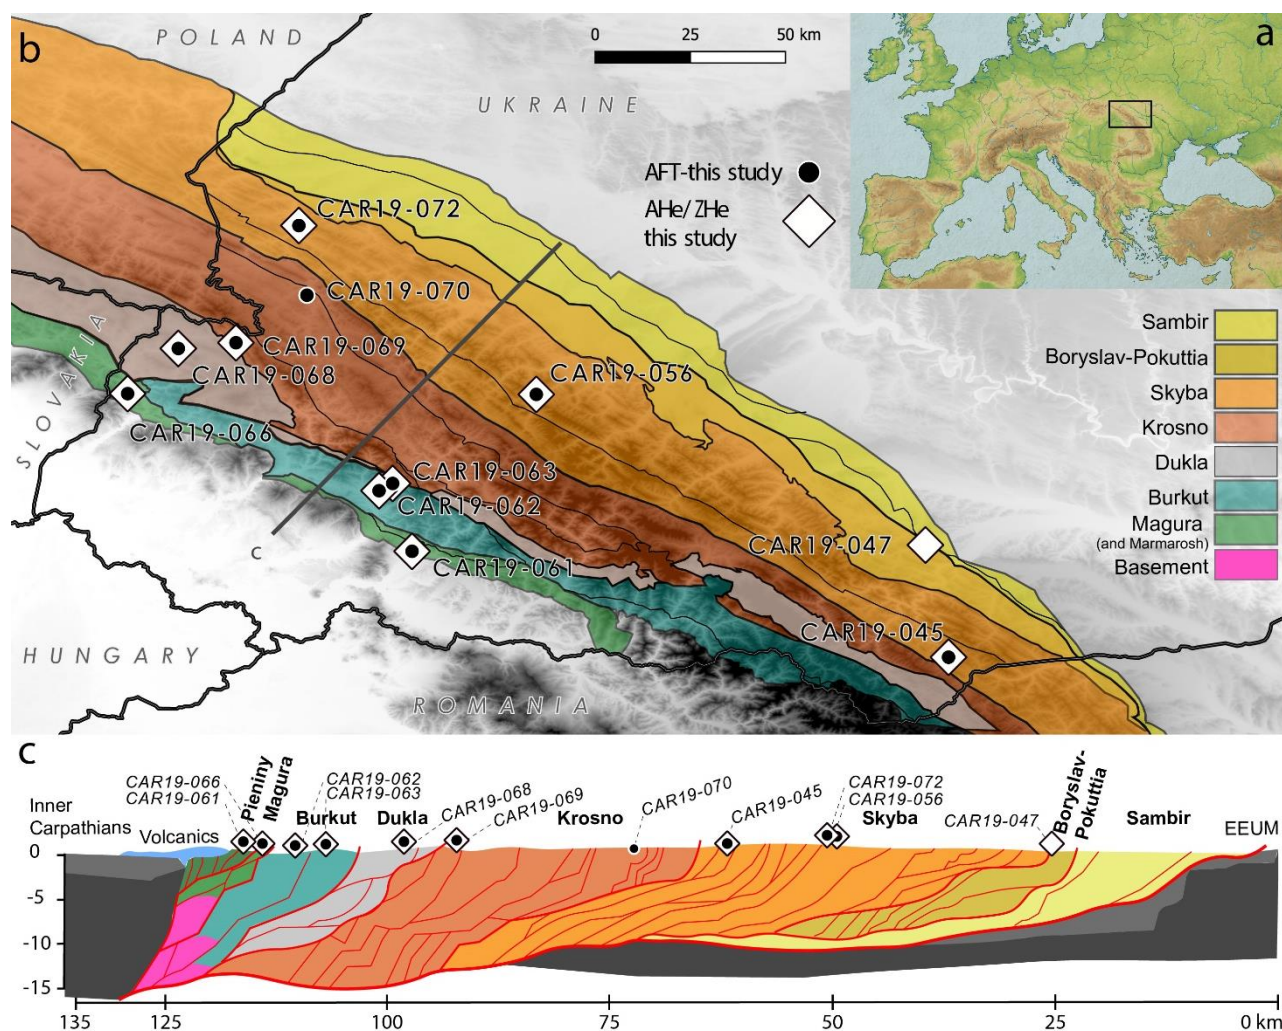 b
POLAND
0 25 50 km
a
UKRAINE
AFT-this study
AHe/ZHe
this study
CAR19-072
CAR19-070
CAR19-069
CAR19-068
CAR19-066
CAR19-056
CAR19-063
CAR19-062
CAR19-061
CAR19-047
CAR19-045
SLOVAKIA
HUNGARY
ROMANIA
c
Sambir
Boryslav-Pokuttia
Skyba
Krosno
Dukla
Burkut
Magura
(and Marmarosh)
Basement
c
CAR19-066
CAR19-061
Pieniny
Magura
CAR19-062
CAR19-063
CAR19-068
CAR19-069
CAR19-070
CAR19-045
CAR19-072
CAR19-056
CAR19-047
Boryslav-
Pokuttia
Inner
Carpathians
Volcanics
Burkut
Dukla
Krosno
Skyba
Sambir
EEUM
0
-5
-10
-15
135 125 100 75 50 25 0 km